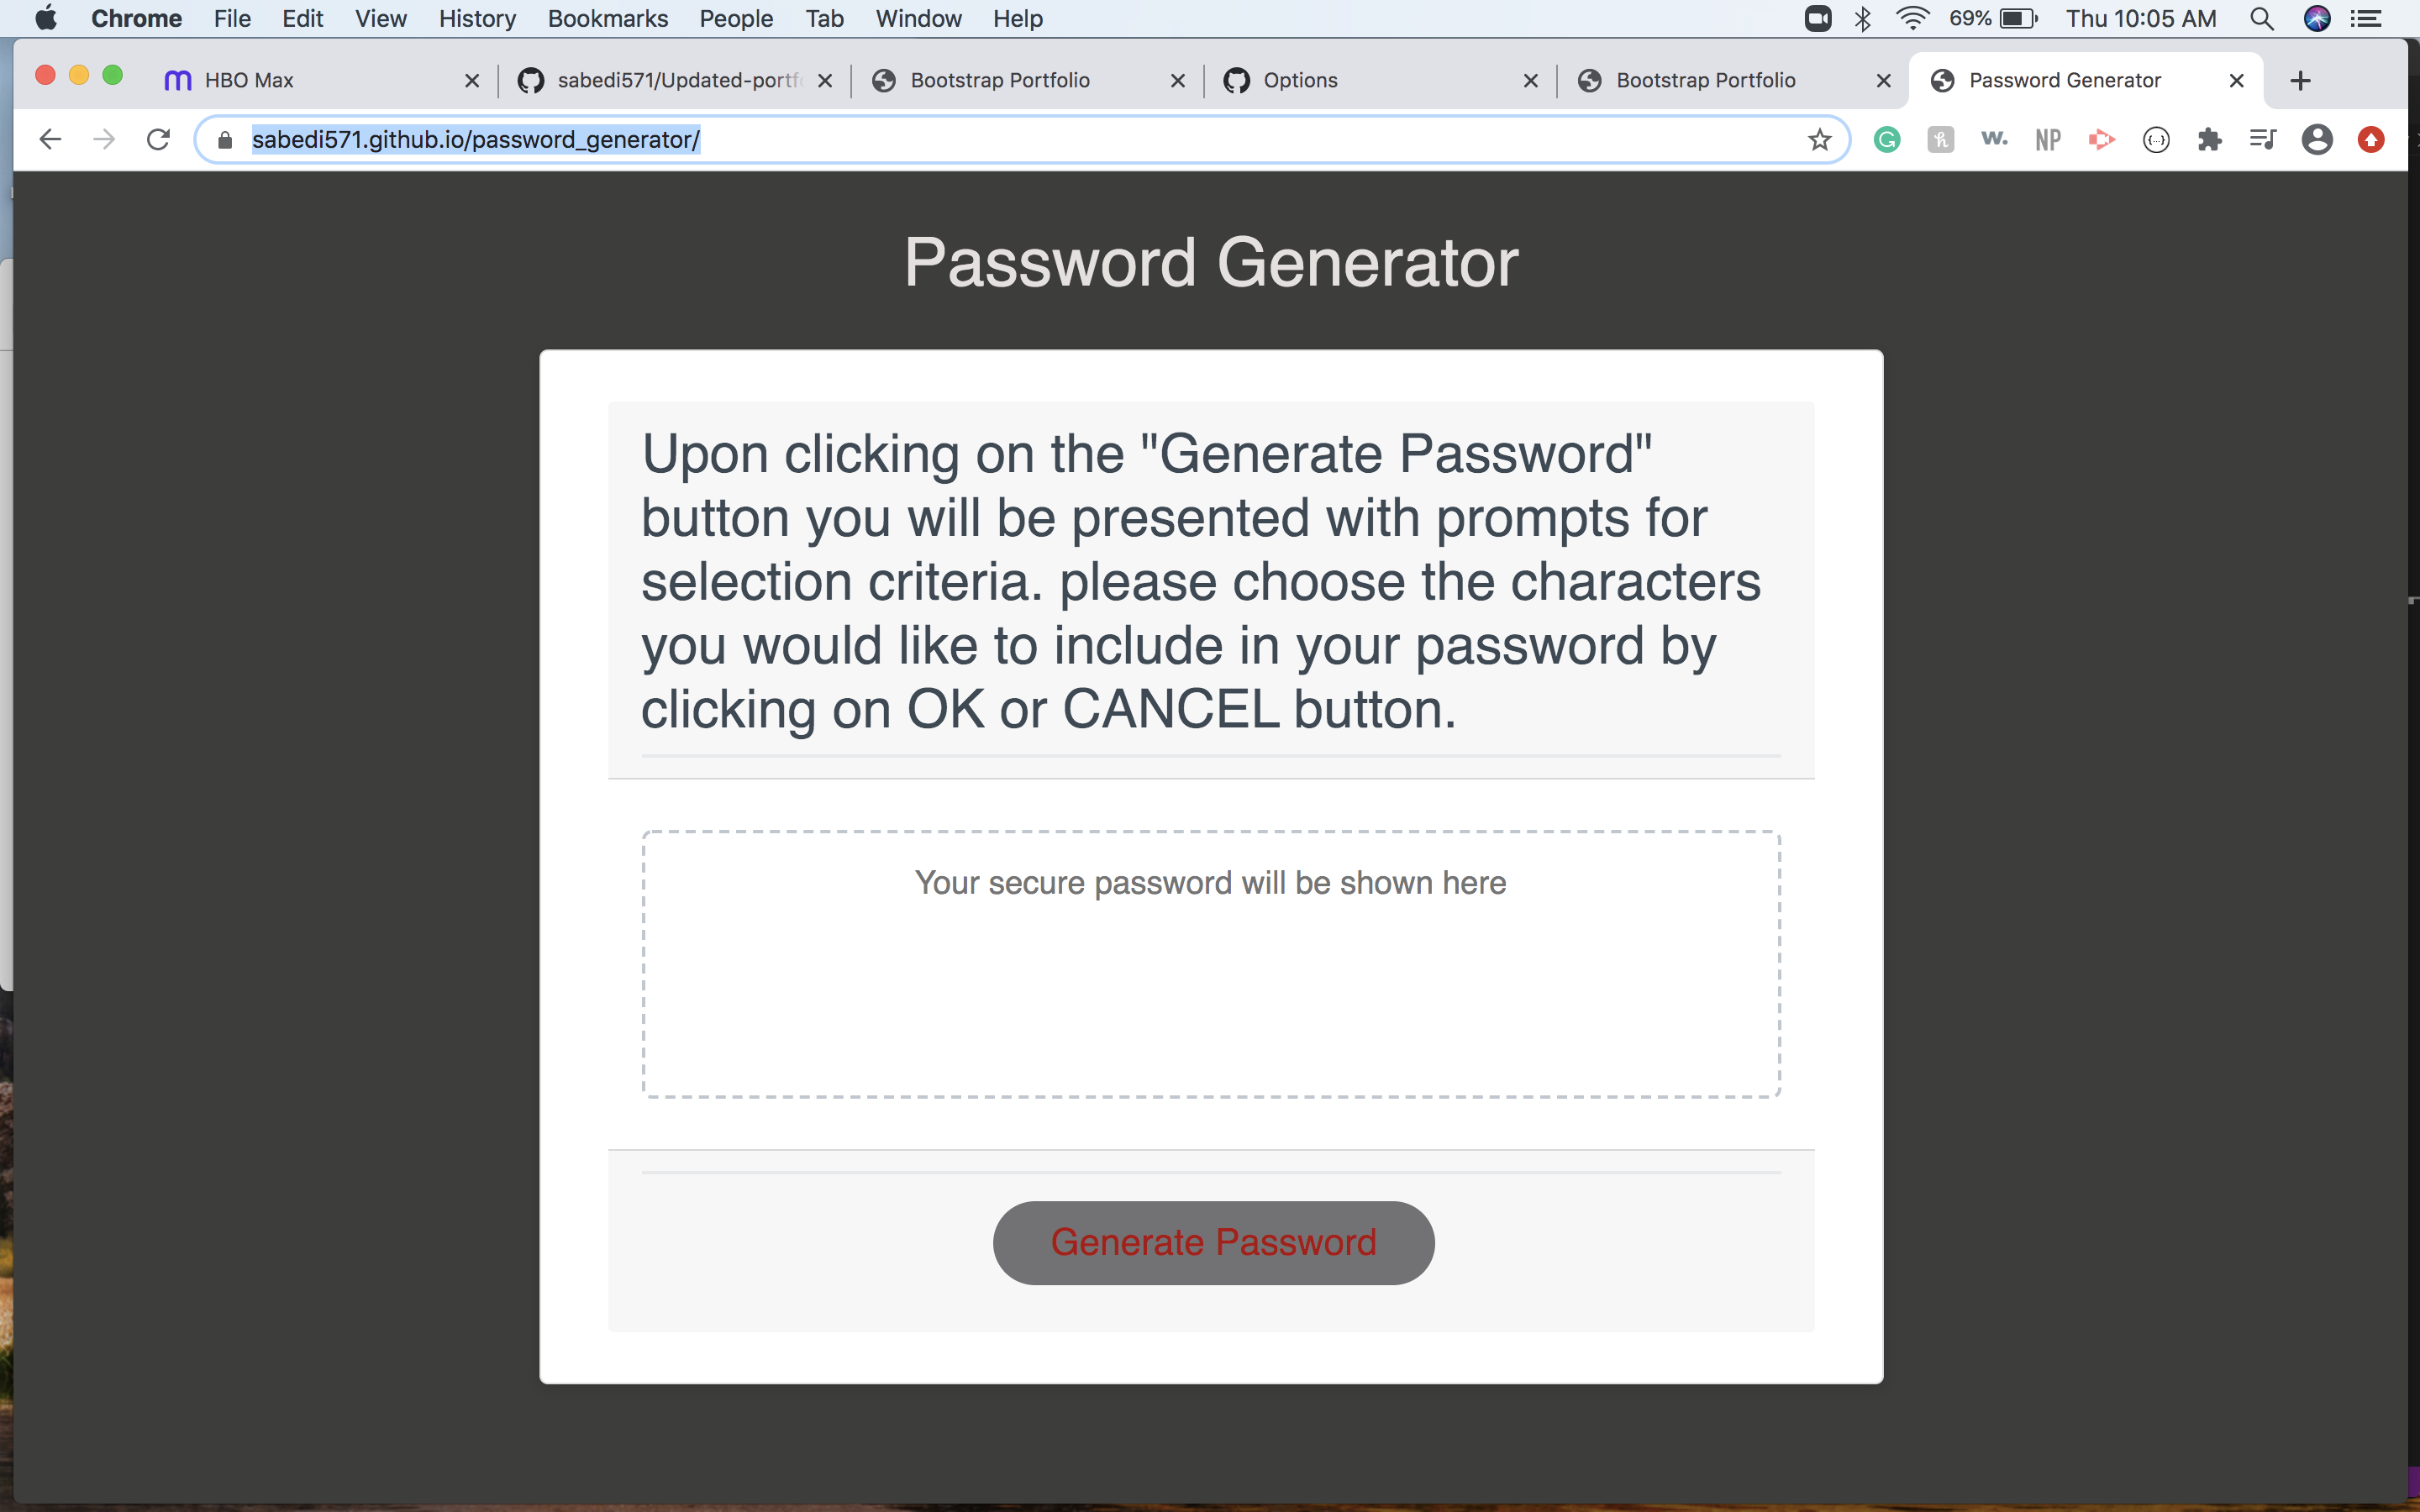 Chrome File Edit View History Bookmarks People Tab Window Help 69% Thu 10:05 AM
HBO Max sabedi571/Updated-portf Bootstrap Portfolio Options Bootstrap Portfolio Password Generator
sabedi571.github.io/password_generator/ w. NP
Password Generator
Upon clicking on the "Generate Password"
button you will be presented with prompts for
selection criteria. please choose the characters
you would like to include in your password by
clicking on OK or CANCEL button.
Your secure password will be shown here
Generate Password